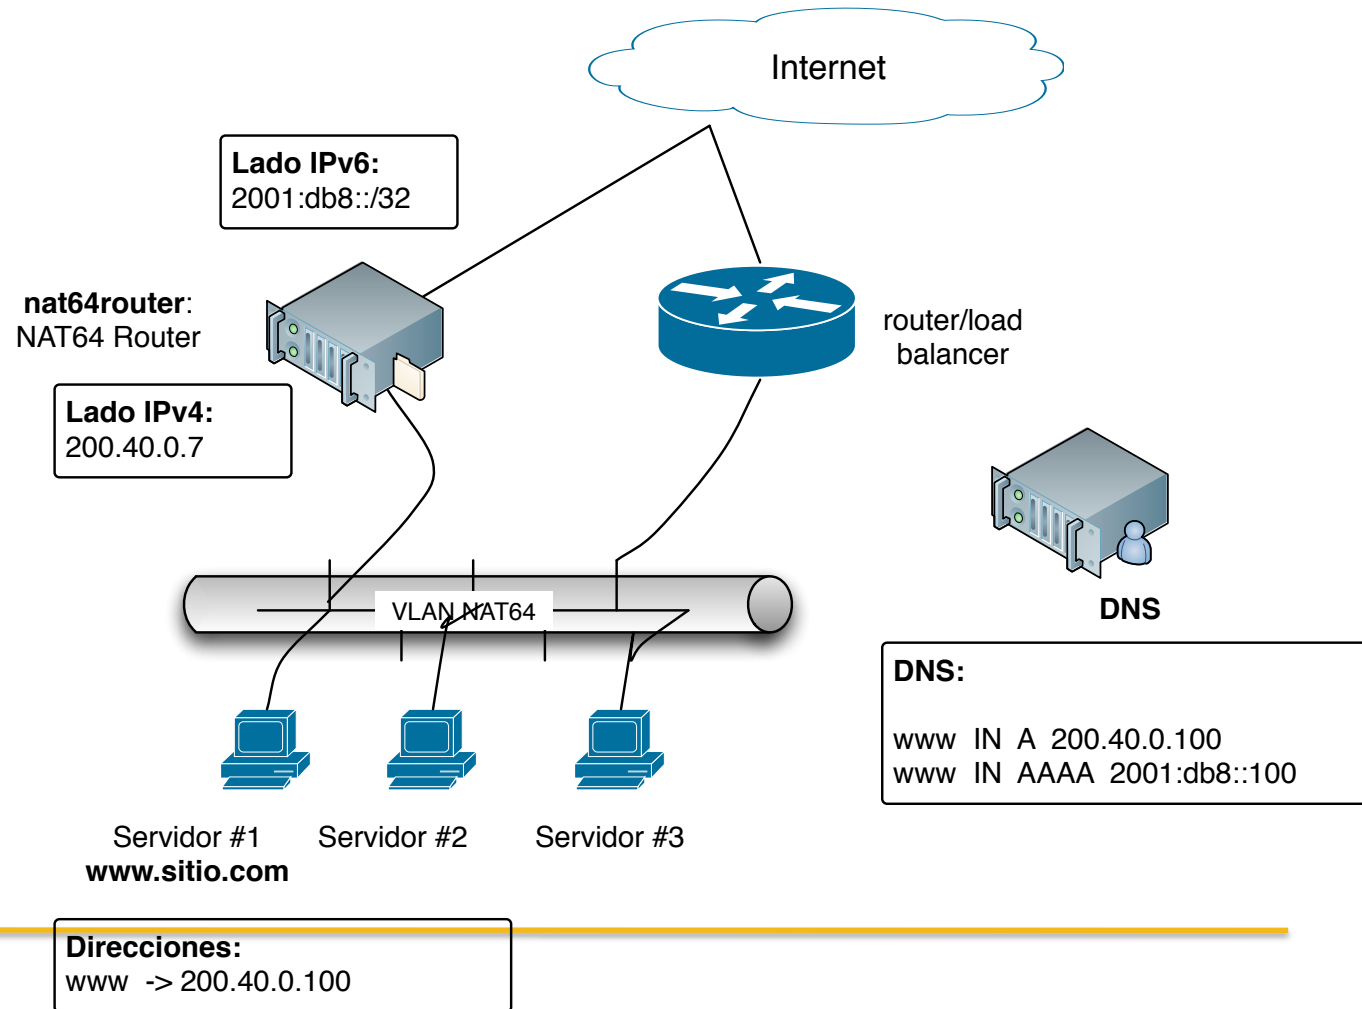 Internet
Lado IPv6:
2001:db8::/32
nat64router:
NAT64 Router
router/load
balancer
Lado IPv4:
200.40.0.7
VLAN NAT64
DNS
DNS:
www IN A 200.40.0.100
www IN AAAA 2001:db8::100
Servidor #1
www.sitio.com
Servidor #2
Servidor #3
Direcciones:
www -> 200.40.0.100